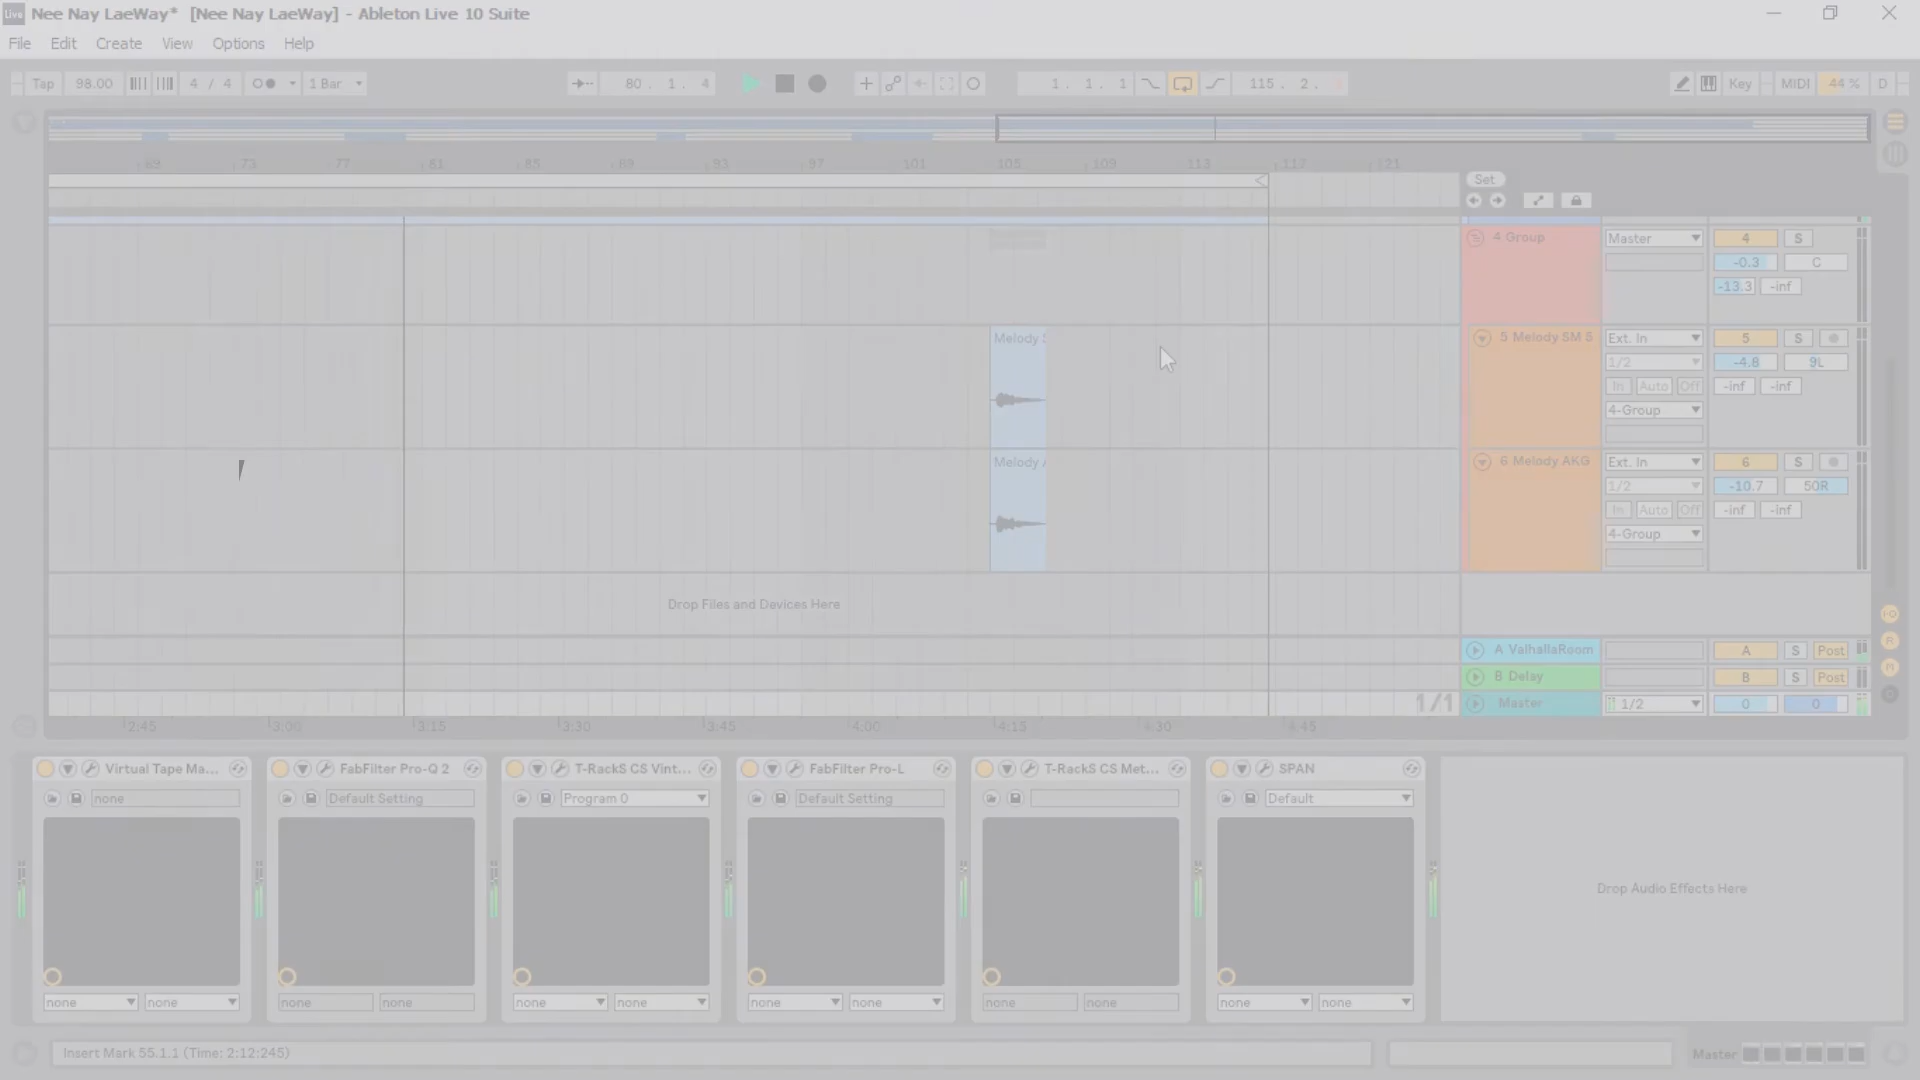 Nee Nay LaeWay* [Nee Nay LaeWay] - Ableton Live 10 Suite
File Edit Create View Options Help
Tap 98.00 4 / 4 1 Bar 80. 1. 4 1. 1. 1 115. 2. Key MIDI 44 % D
69 73 77 81 85 89 93 97 101 105 109 113 117 121
Set
4 Group Master 4 S
-0.3 C
-13.3 -inf
Melody S 5 Melody SM 5 Ext. In 5 S
1/2 -4.8 9L
In Auto Off -inf -inf
4-Group
Melody A 6 Melody AKG Ext. In 6 S
1/2 -10.7 50R
In Auto Off -inf -inf
4-Group
Drop Files and Devices Here
A ValhallaRoom A S Post
B Delay B S Post
1/1 Master 1/2 0 0
2:45 3:00 3:15 3:30 3:45 4:00 4:15 4:30 4:45
Virtual Tape Ma... FabFilter Pro-Q 2 T-RackS CS Vint... FabFilter Pro-L T-RackS CS Met... SPAN
none Default Setting Program 0 Default Setting Default
Drop Audio Effects Here
none none none none none none none none none none none none
Insert Mark 55.1.1 (Time: 2:12:245) Master